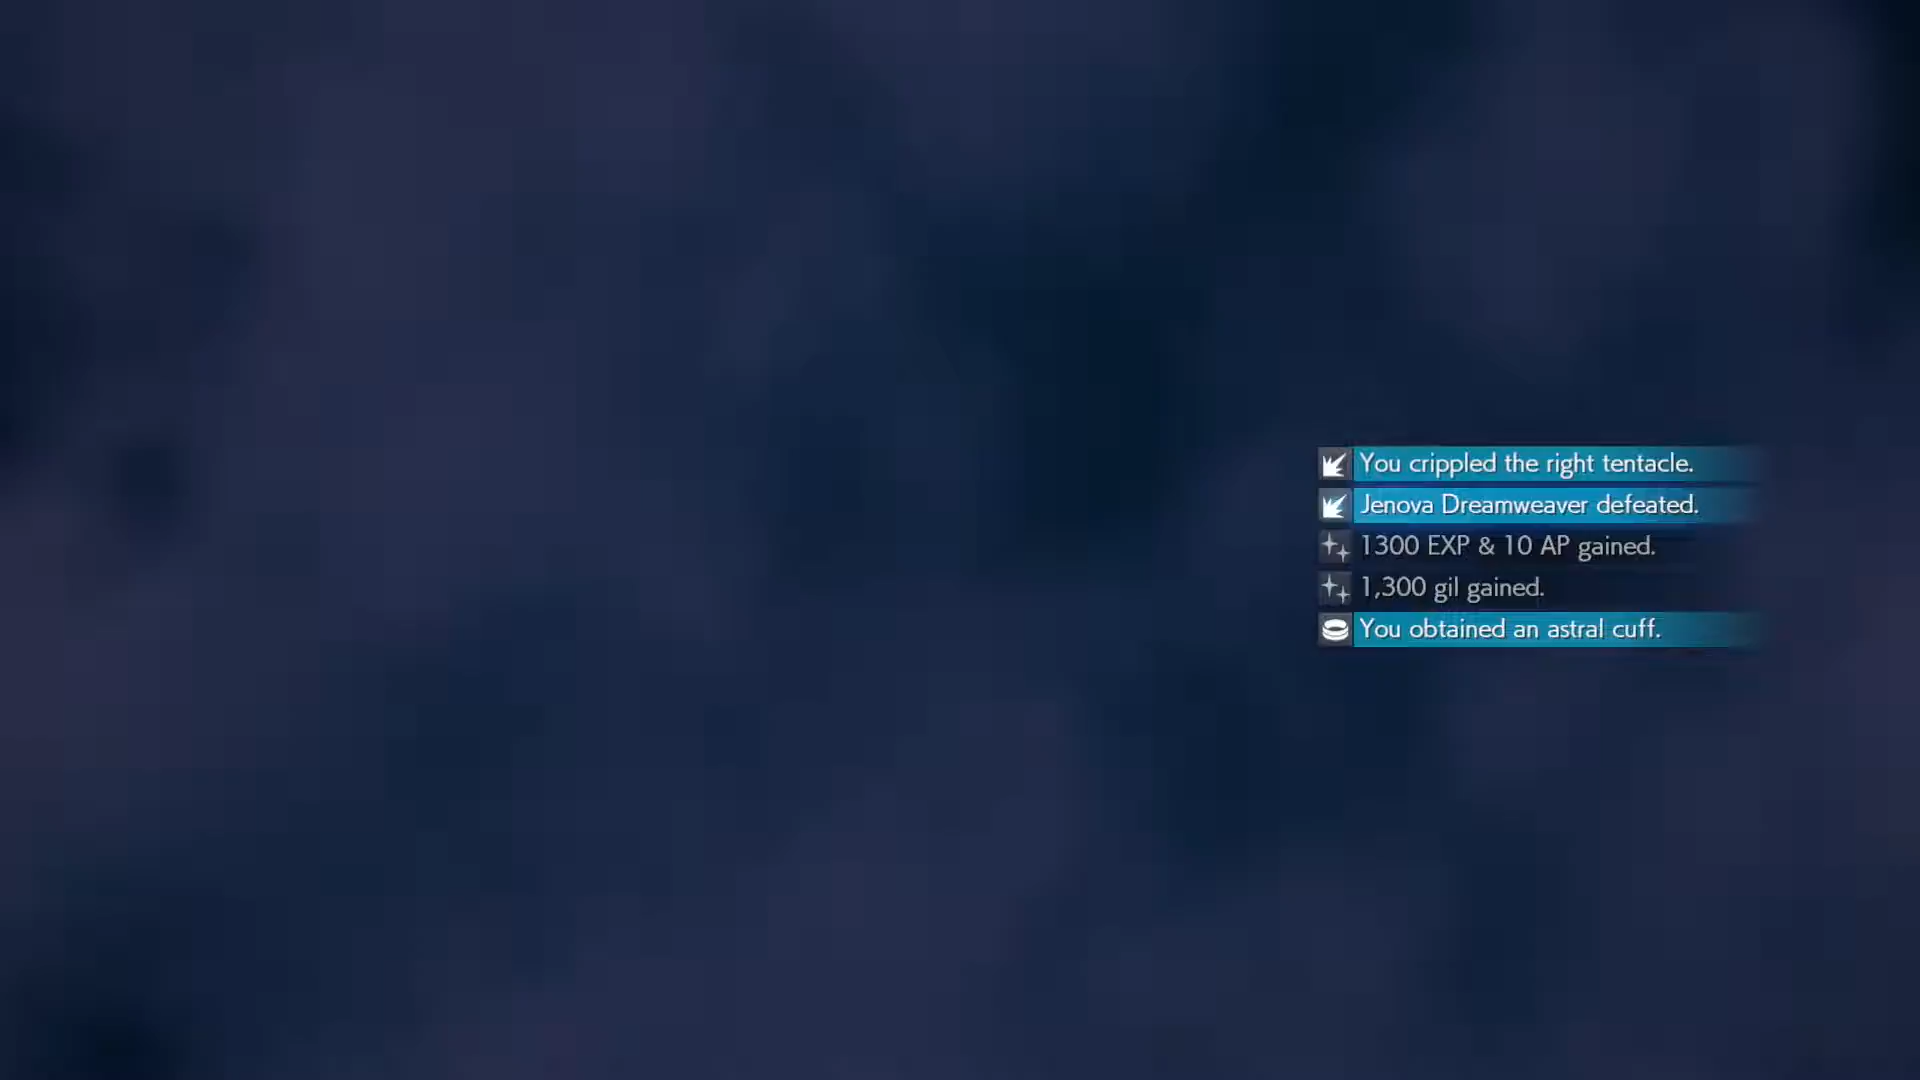 You crippled the right tentacle.
Jenova Dreamweaver defeated.
1300 EXP & 10 AP gained.
1,300 gil gained.
You obtained an astral cuff.